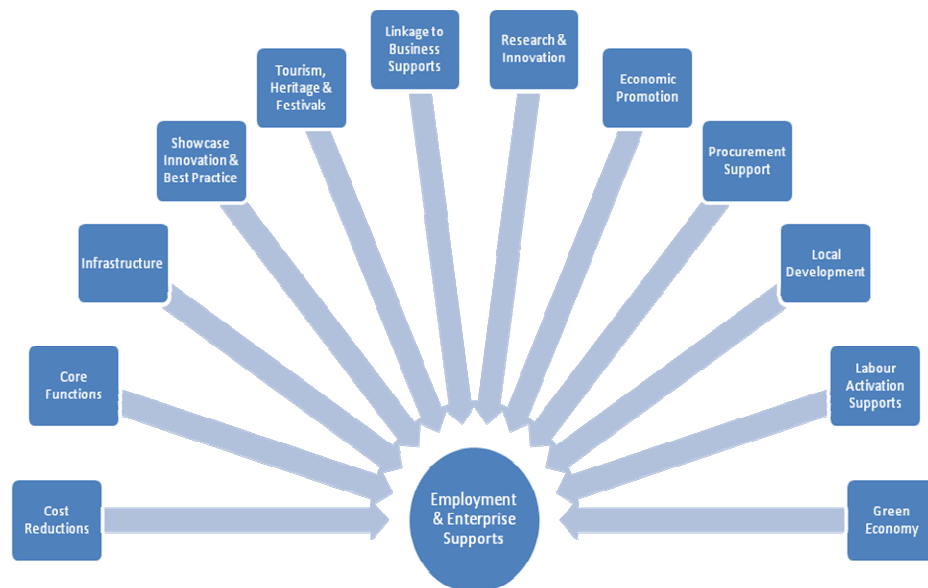 Linkage to
Business
Supports
Research &
Innovation
Tourism,
Heritage &
Festivals
Economic
Promotion
Showcase
Innovation &
Best Practice
Procurement
Support
Infrastructure
Local
Development
Core
Functions
Labour
Activation
Supports
Cost
Reductions
Employment
& Enterprise
Supports
Green
Economy